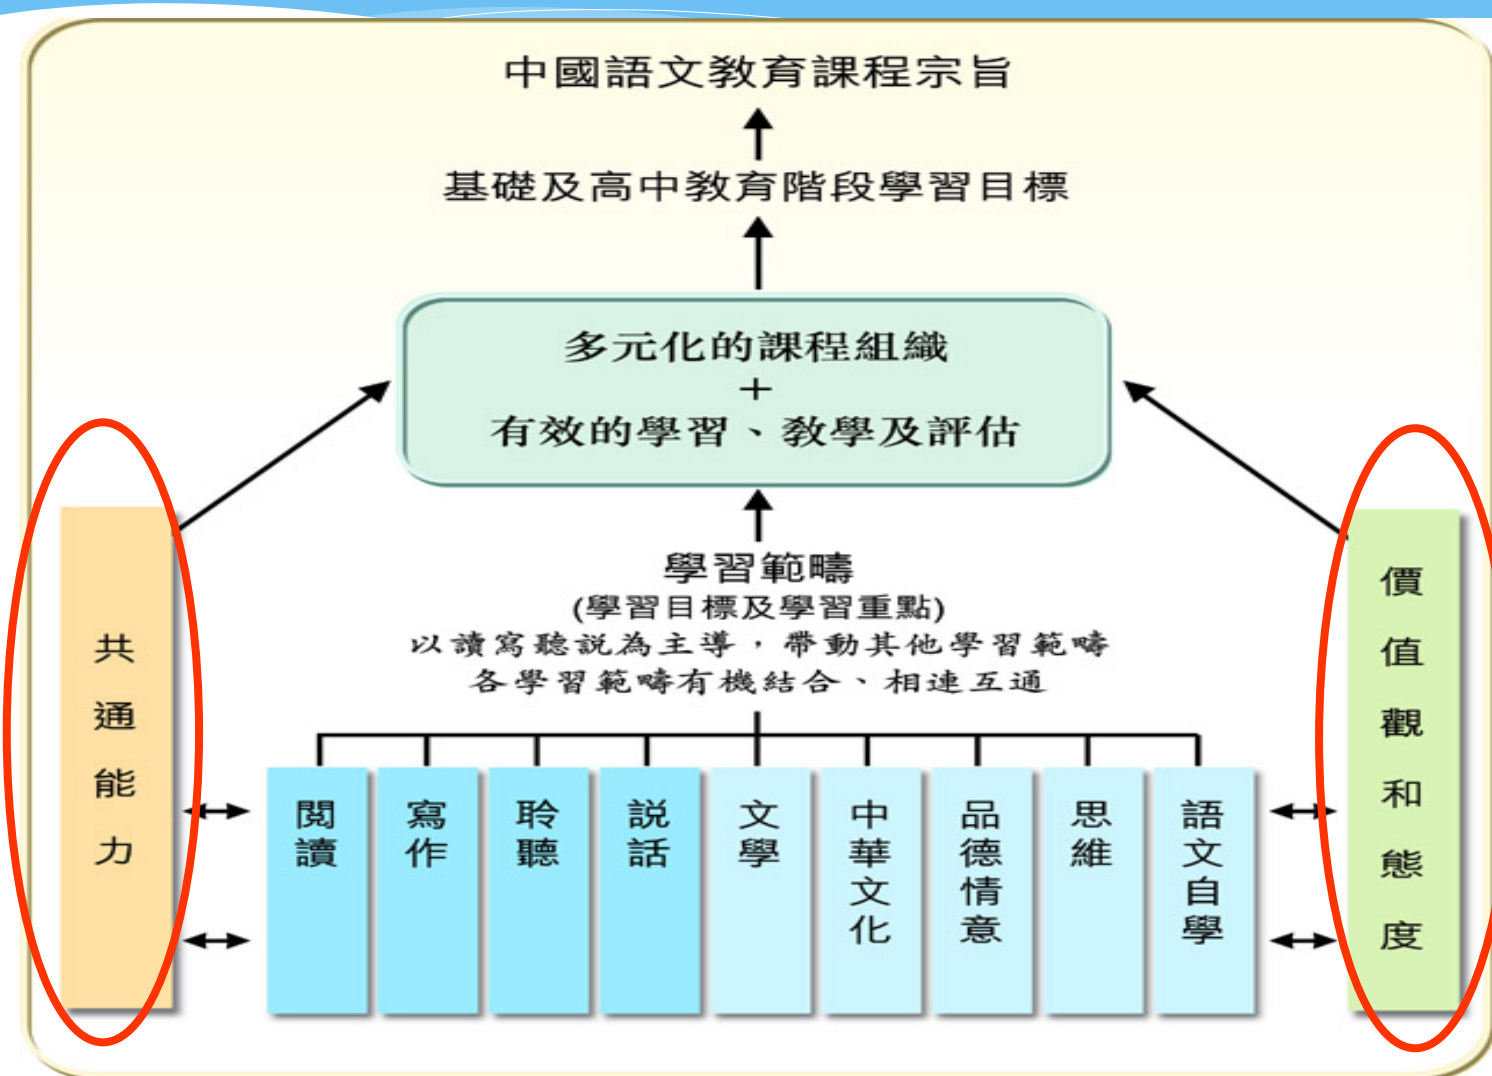 中國語文教育課程宗旨
基礎及高中教育階段學習目標
多元化的課程組織
+
有效的學習、教學及評估
學習範疇
(學習目標及學習重點)
以讀寫聽説為主導，帶動其他學習範疇
各學習範疇有機結合、相連互通
共通能力
閱讀
寫作
聆聽
説話
文學
中華文化
品德情意
思維
語文自學
價值觀和態度